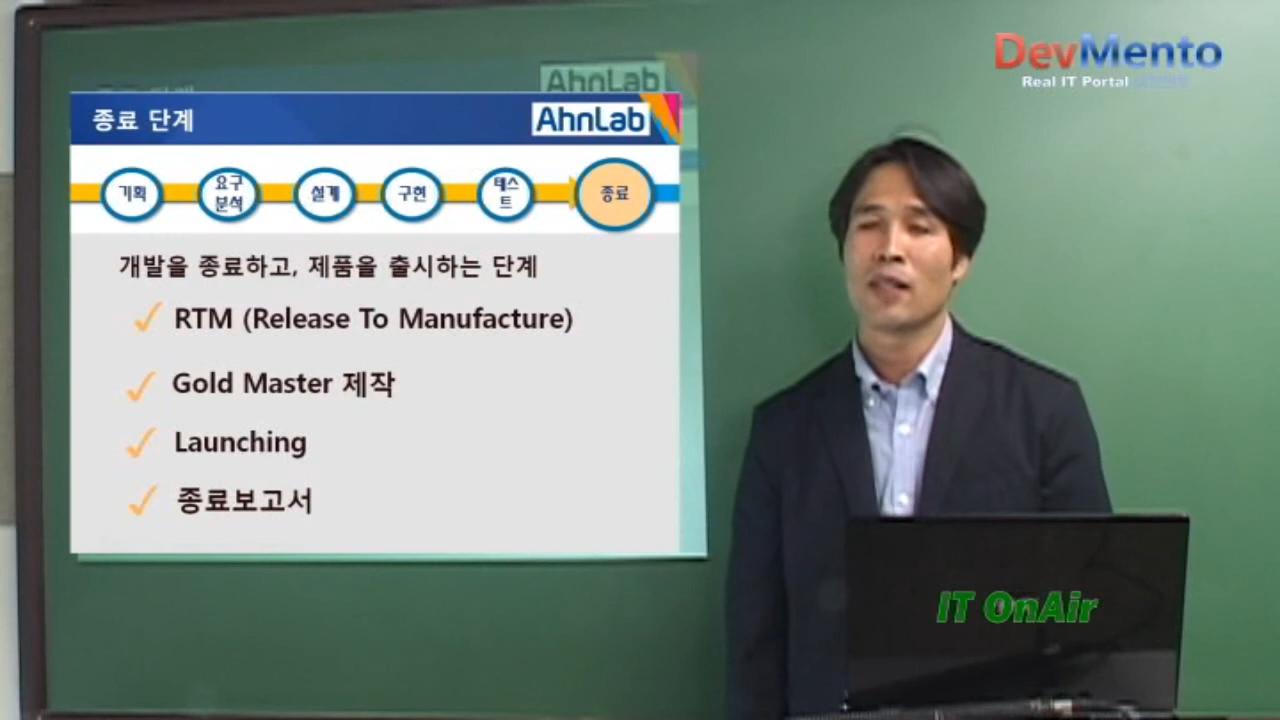 DevMento
Real IT Portal
종료 단계
AhnLab
기획
요구
분석
설계
구현
테스
트
종료
개발을 종료하고, 제품을 출시하는 단계
RTM (Release To Manufacture)
Gold Master 제작
Launching
종료보고서
IT OnAir